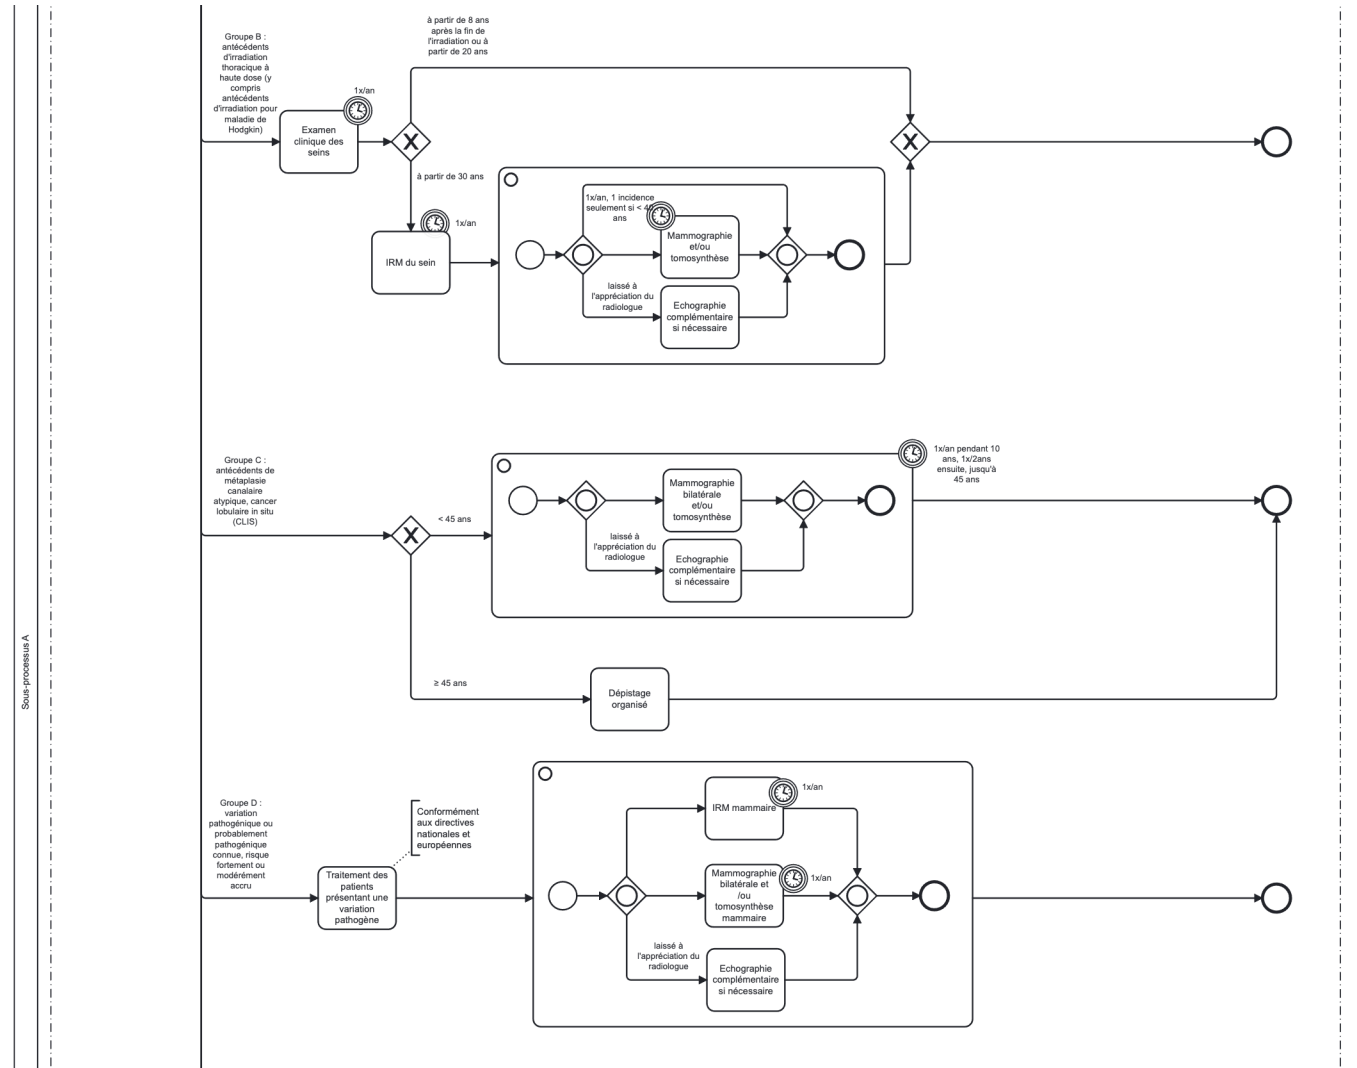 à partir de 8 ans
après la fin de
l'irradiation ou à
partir de 20 ans
Groupe B :
antécédents
d'irradiation
thoracique à
haute dose (y
compris
antécédents
d'irradiation pour
maladie de
Hodgkin)
1x/an
Examen
clinique des
seins
à partir de 30 ans
1x/an
IRM du sein
1x/an, 1 incidence
seulement si < 40
ans
Mammographie
et/ou
tomosynthèse
laissé à
l'appréciation du
radiologue
Echographie
complémentaire
si nécessaire
Groupe C :
antécédents de
métaplasie
canalaire
atypique, cancer
lobulaire in situ
(CLIS)
< 45 ans
Mammographie
bilatérale
et/ou
tomosynthèse
laissé à
l'appréciation du
radiologue
Echographie
complémentaire
si nécessaire
1x/an pendant 10
ans, 1x/2ans
ensuite, jusqu'à
45 ans
≥ 45 ans
Dépistage
organisé
Sous-processus A
Groupe D :
variation
pathogénique ou
probablement
pathogénique
connue, risque
fortement ou
modérément
accru
Conformément
aux directives
nationales et
européennes
Traitement des
patients
présentant une
variation
pathogène
IRM mammaire
1x/an
Mammographie
bilatérale et
/ou
tomosynthèse
mammaire
1x/an
laissé à
l'appréciation du
radiologue
Echographie
complémentaire
si nécessaire